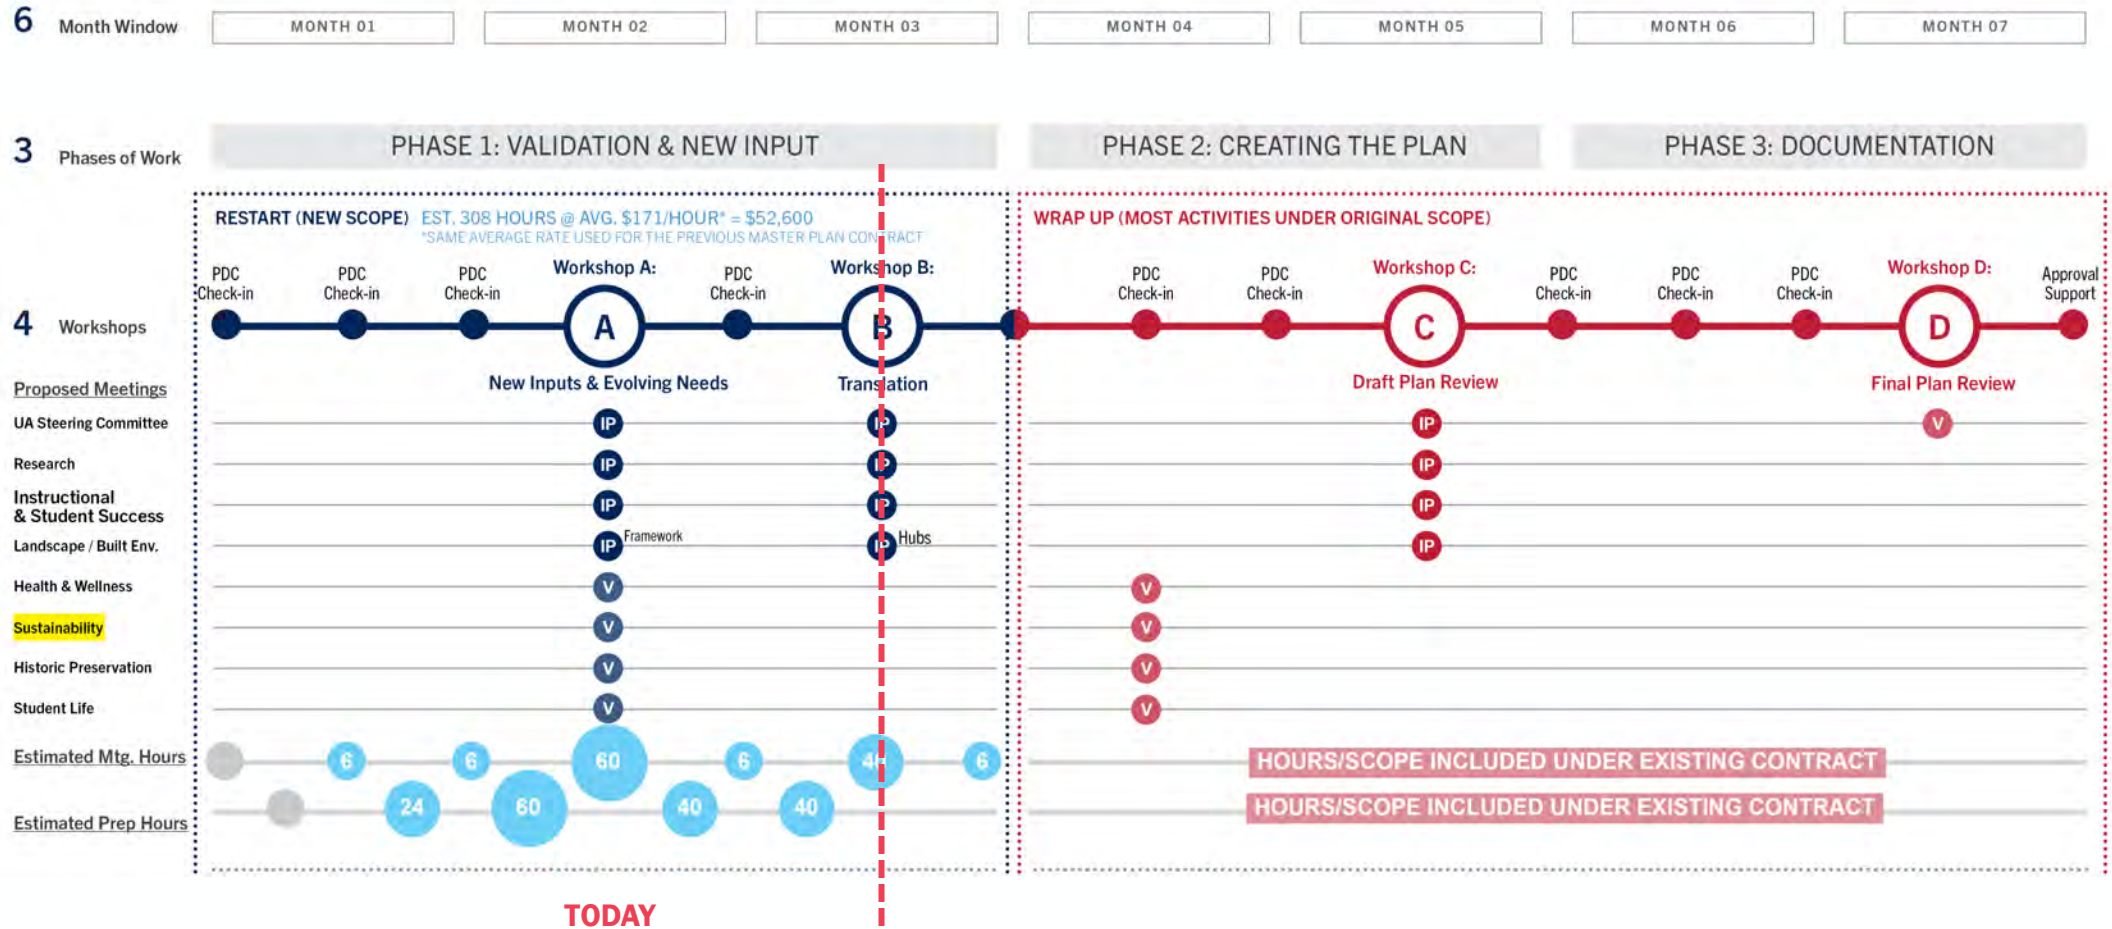 6 Month Window
MONTH 01
MONTH 02
MONTH 03
MONTH 04
MONTH 05
MONTH 06
MONTH 07
3 Phases of Work
PHASE 1: VALIDATION & NEW INPUT
PHASE 2: CREATING THE PLAN
PHASE 3: DOCUMENTATION
RESTART (NEW SCOPE) EST. 308 HOURS @ AVG. $171/HOUR* = $52,600
*SAME AVERAGE RATE USED FOR THE PREVIOUS MASTER PLAN CONTRACT
WRAP UP (MOST ACTIVITIES UNDER ORIGINAL SCOPE)
PDC
Check-in
PDC
Check-in
PDC
Check-in
Workshop A:
PDC
Check-in
Workshop B:
PDC
Check-in
PDC
Check-in
Workshop C:
PDC
Check-in
PDC
Check-in
PDC
Check-in
Workshop D:
Approval
Support
4 Workshops
A
B
C
D
New Inputs & Evolving Needs
Translation
Draft Plan Review
Final Plan Review
Proposed Meetings
UA Steering Committee
IP
IP
IP
V
Research
IP
IP
IP
Instructional
& Student Success
IP
IP
IP
Landscape / Built Env.
IP Framework
IP Hubs
IP
Health & Wellness
V
V
Sustainability
V
V
Historic Preservation
V
V
Student Life
V
V
Estimated Mtg. Hours
6
6
60
6
40
6
HOURS/SCOPE INCLUDED UNDER EXISTING CONTRACT
Estimated Prep Hours
24
60
40
40
HOURS/SCOPE INCLUDED UNDER EXISTING CONTRACT
TODAY